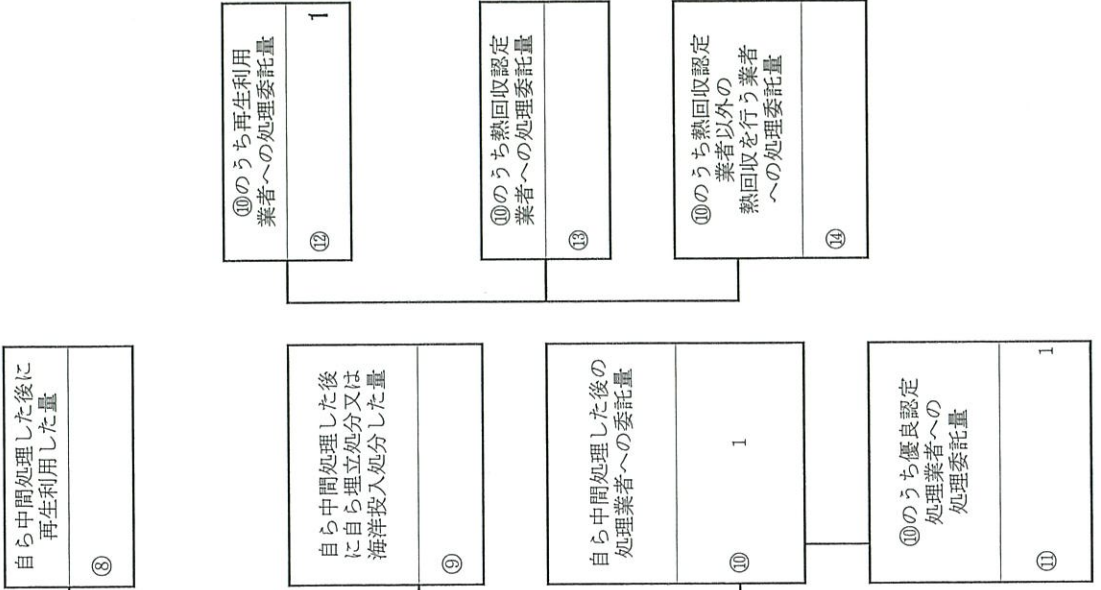 自ら中間処理した後に
再生利用した量
⑧
自ら中間処理した後
に自ら埋立処分又は
海洋投入処分した量
⑨
自ら中間処理した後の
処理業者への委託量
⑩ 1
⑩のうち優良認定
処理業者への
処理委託量
⑪ 1
⑩のうち再生利用
業者への処理委託量
⑫ 1
⑩のうち熱回収認定
業者への処理委託量
⑬
⑩のうち熱回収認定
業者以外の
熱回収を行う業者
への処理委託量
⑭